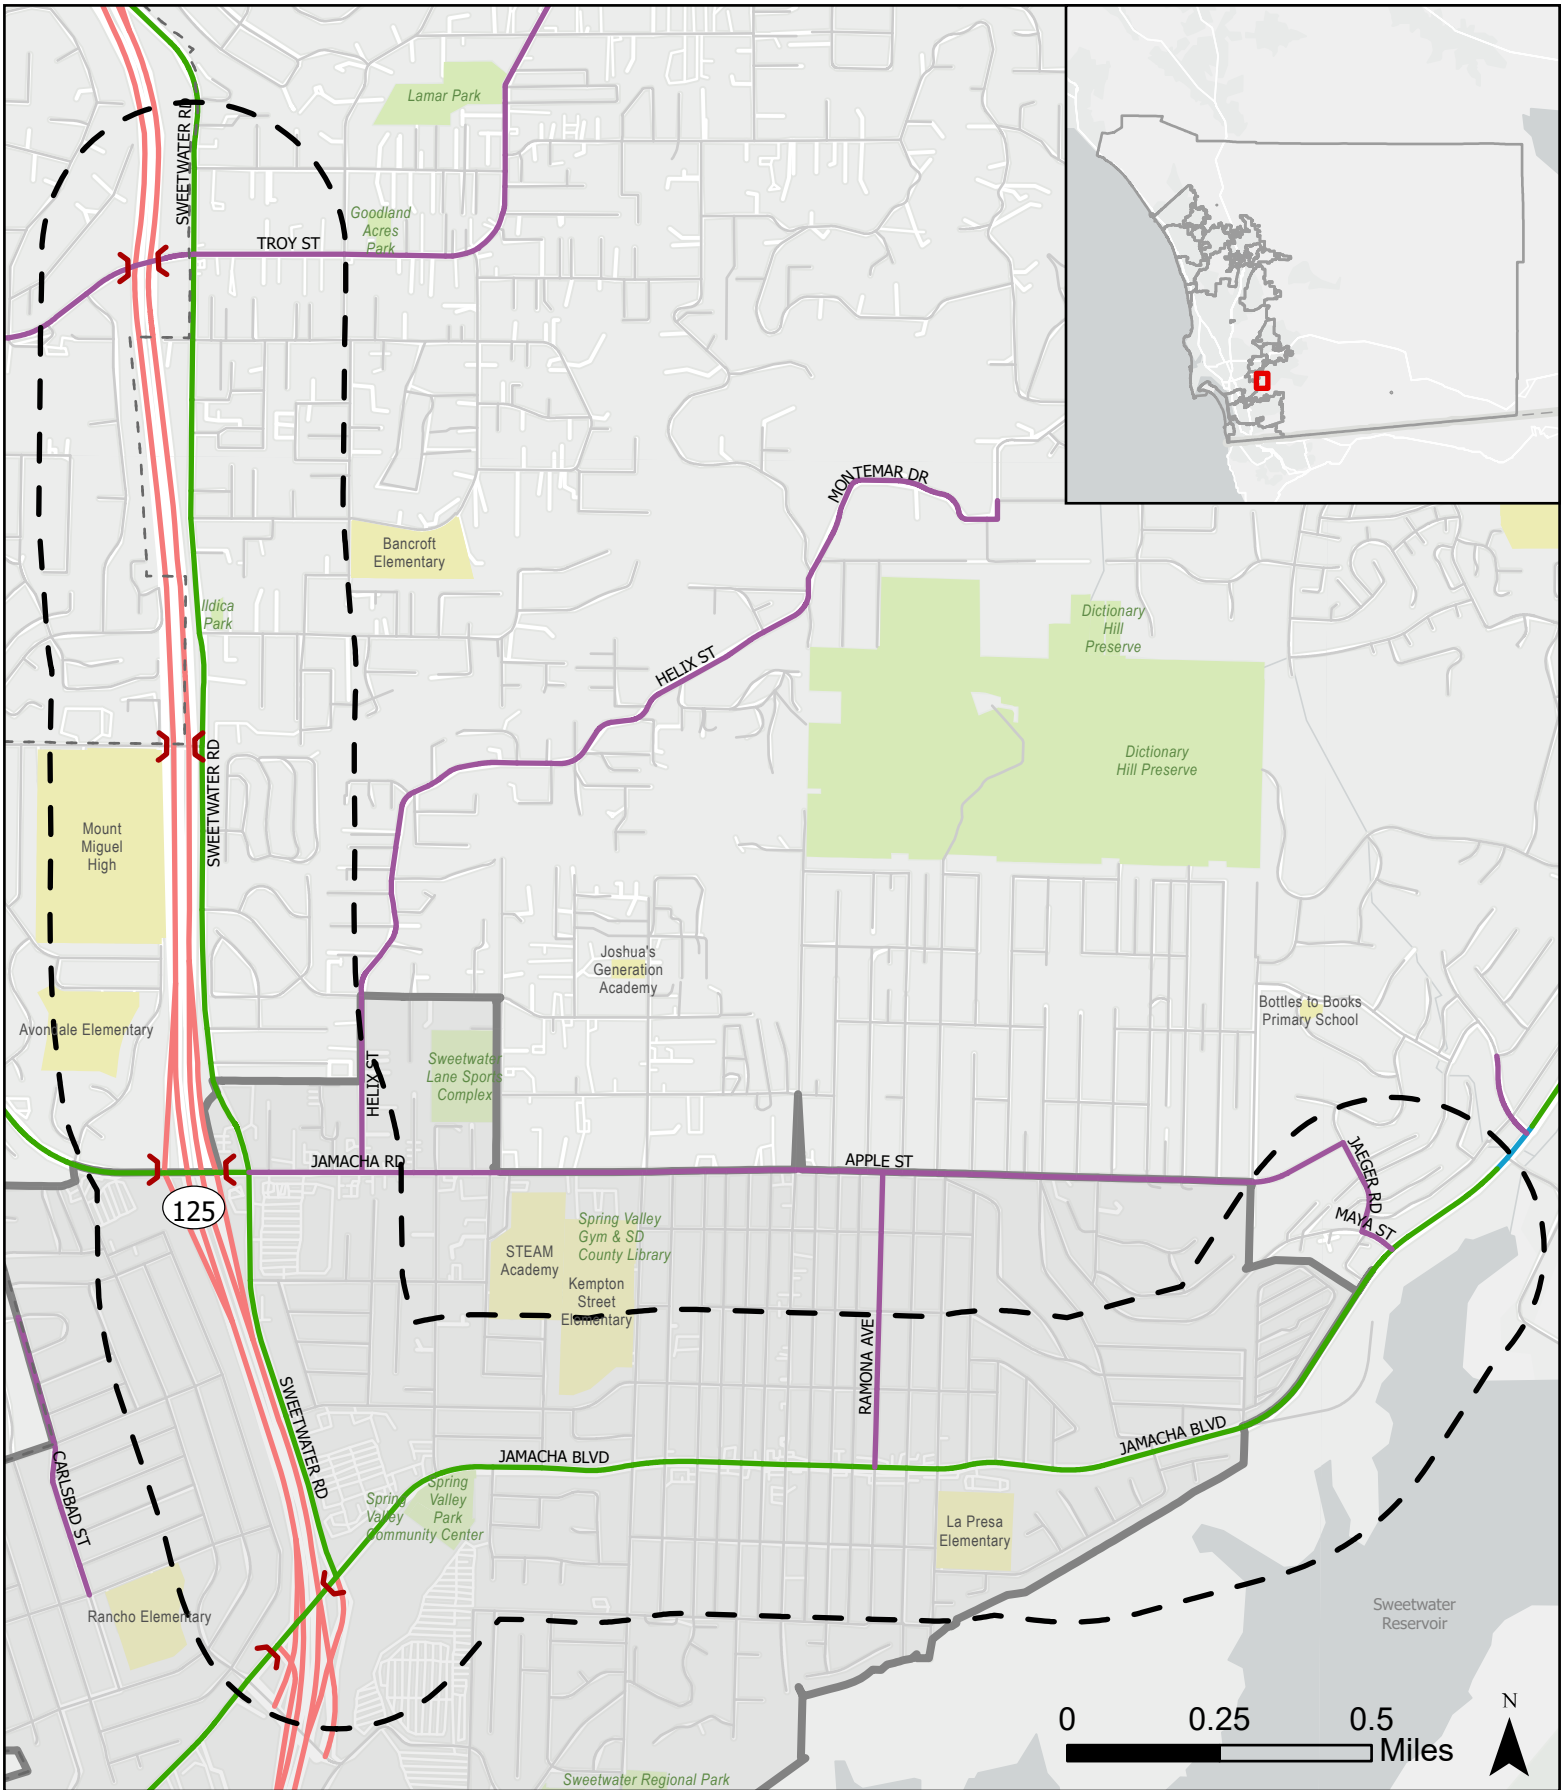 Lamar Park
SWEETWATER RD
Goodland
Acres
Park
TROY ST
MONTEMAR DR
Bancroft
Elementary
Ildica
Park
Dictionary
Hill
Preserve
HELIX ST
SWEETWATER RD
Dictionary
Hill Preserve
Mount
Miguel
High
Joshua's
Generation
Academy
Bottles to Books
Primary School
Avondale Elementary
HELIX ST
Sweetwater
Lane Sports
Complex
JAMACHA RD
APPLE ST
JAEGER RD
125
MAYA ST
STEAM
Academy
Spring Valley
Gym & SD
County Library
Kempton
Street
Elementary
RAMONA AVE
SWEETWATER RD
JAMACHA BLVD
JAMACHA BLVD
CARLSBAD ST
Spring
Valley
Park
Spring
Valley
Community Center
La Presa
Elementary
Rancho Elementary
Sweetwater
Reservoir
N
0 0.25 0.5
Miles
Sweetwater Regional Park